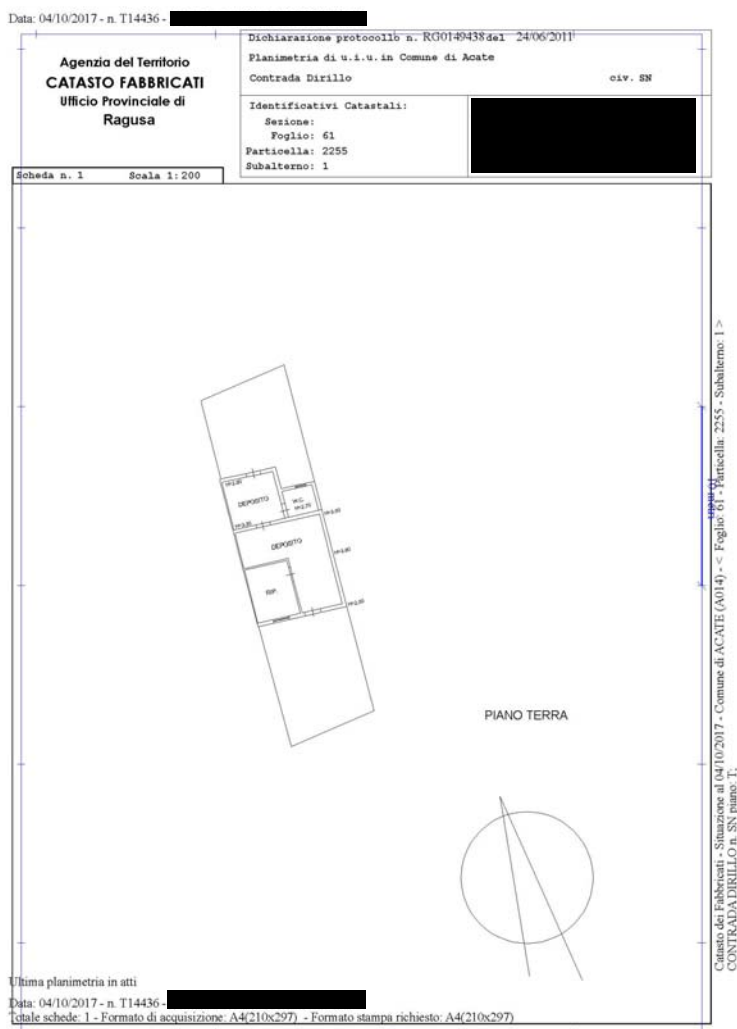 Data: 04/10/2017 - n. T14436 -
Agenzia del Territorio
CATASTO FABBRICATI
Ufficio Provinciale di
Ragusa
Dichiarazione protocollo n. RG0149438 del 24/06/2011
Planimetria di u.i.u. in Comune di Acate
Contrada Dirillo civ. SN
Identificativi Catastali:
Sezione:
Foglio: 61
Particella: 2255
Subalterno: 1
Scheda n. 1 Scala 1:200
DEPOSITO
W.C.
DEPOSITO
RIP.
PIANO TERRA
10 metri
Catasto dei Fabbricati - Situazione al 04/10/2017 - Comune di ACATE (A014) - < Foglio: 61 - Particella: 2255 - Subalterno: 1 >
CONTRADA DIRILLO n. SN piano: T;
Ultima planimetria in atti
Data: 04/10/2017 - n. T14436 -
Totale schede: 1 - Formato di acquisizione: A4(210x297) - Formato stampa richiesto: A4(210x297)